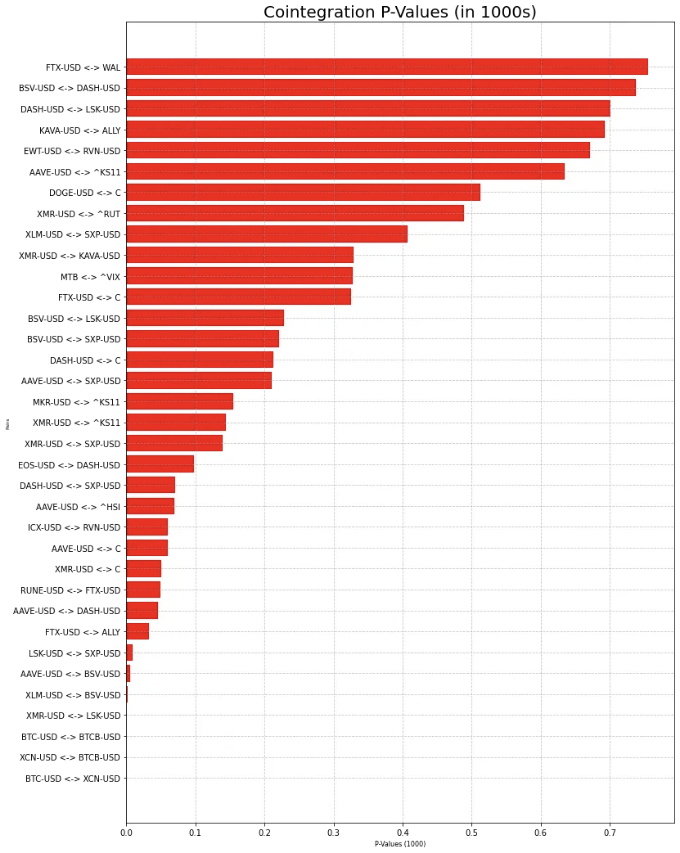 Cointegration P-Values (in 1000s)
FTX-USD <-> WAL
BSV-USD <-> DASH-USD
DASH-USD <-> LSK-USD
KAVA-USD <-> ALLY
EWT-USD <-> RVN-USD
AAVE-USD <-> ^KS11
DOGE-USD <-> C
XMR-USD <-> ^RUT
XLM-USD <-> SXP-USD
XMR-USD <-> KAVA-USD
MTB <-> ^VIX
FTX-USD <-> C
BSV-USD <-> LSK-USD
BSV-USD <-> SXP-USD
DASH-USD <-> C
AAVE-USD <-> SXP-USD
MKR-USD <-> ^KS11
XMR-USD <-> ^KS11
XMR-USD <-> SXP-USD
EOS-USD <-> DASH-USD
DASH-USD <-> SXP-USD
AAVE-USD <-> ^HSI
ICX-USD <-> RVN-USD
AAVE-USD <-> C
XMR-USD <-> C
RUNE-USD <-> FTX-USD
AAVE-USD <-> DASH-USD
FTX-USD <-> ALLY
LSK-USD <-> SXP-USD
AAVE-USD <-> BSV-USD
XLM-USD <-> BSV-USD
XMR-USD <-> LSK-USD
BTC-USD <-> BTCB-USD
XCN-USD <-> BTCB-USD
BTC-USD <-> XCN-USD
0.0 0.1 0.2 0.3 0.4 0.5 0.6 0.7
P-Values (1000)